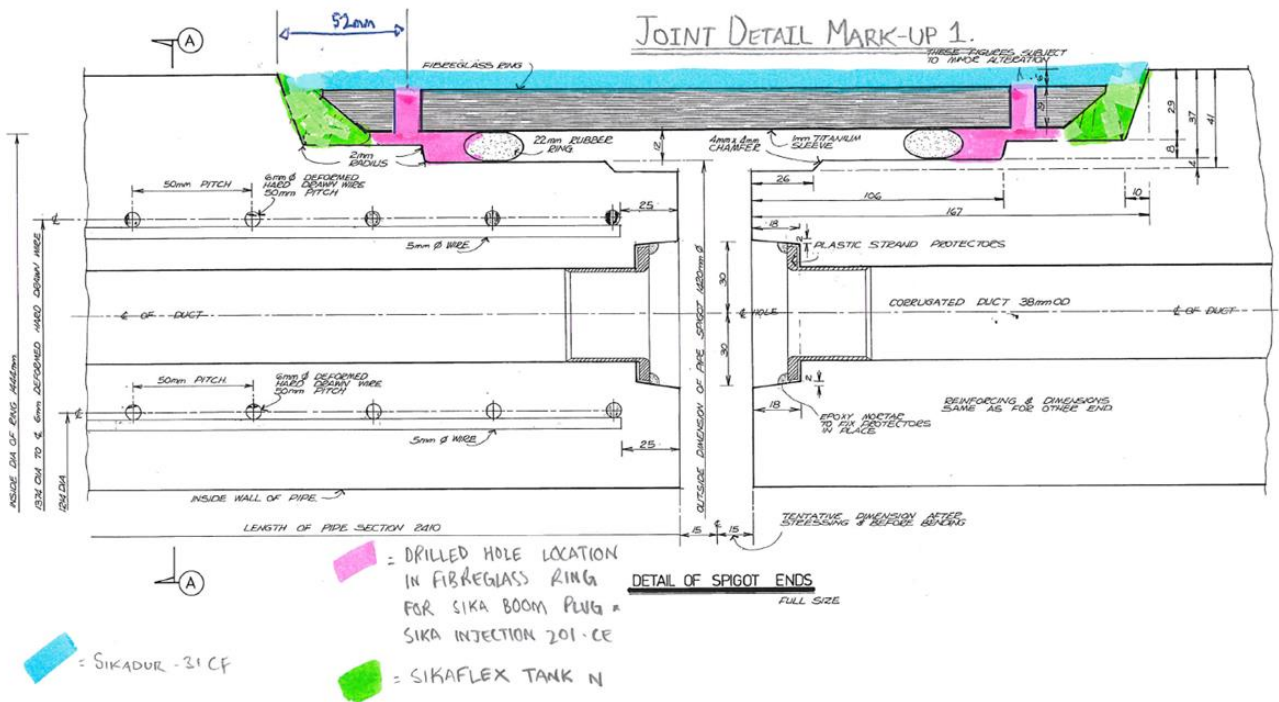 52mm
JOINT DETAIL MARK-UP 1.
A
THESE FIGURES SUBJECT
TO MINOR ALTERATION
FIBREGLASS RING
6
19
29
37
41
22mm RUBBER
RING
4mm x 4mm
CHAMFER
1mm TITANIUM
SLEEVE
12
8
4
2mm
RADIUS
26
106
10
167
50mm PITCH
6mm Ø DEFORMED
HARD DRAWN WIRE
50mm PITCH
25
18
2
5mm Ø WIRE
PLASTIC STRAND PROTECTORS
30
℄ OF DUCT
℄ HOLE
CORRUGATED DUCT 38mm OD
℄ OF DUCT
30
50mm PITCH
6mm Ø DEFORMED
HARD DRAWN WIRE
50mm PITCH
2
18
REINFORCING & DIMENSIONS
SAME AS FOR OTHER END
EPOXY MORTAR
TO FIX PROTECTORS
IN PLACE
5mm Ø WIRE
25
INSIDE DIA OF RING 1444mm
1374 DIA TO ℄ 6mm DEFORMED HARD DRAWN WIRE
1214 DIA
OUTSIDE DIMENSION OF PIPE SPIGOT 1420mm Ø
INSIDE WALL OF PIPE
LENGTH OF PIPE SECTION 2410
15
℄
15
TENTATIVE DIMENSION AFTER
STRESSING & BEFORE BENDING
A
DETAIL OF SPIGOT ENDS
FULL SIZE
= DRILLED HOLE LOCATION
IN FIBREGLASS RING
FOR SIKA BOOM PLUG &
SIKA INJECTION 201-CE
= SIKADUR -31 CF
= SIKAFLEX TANK N